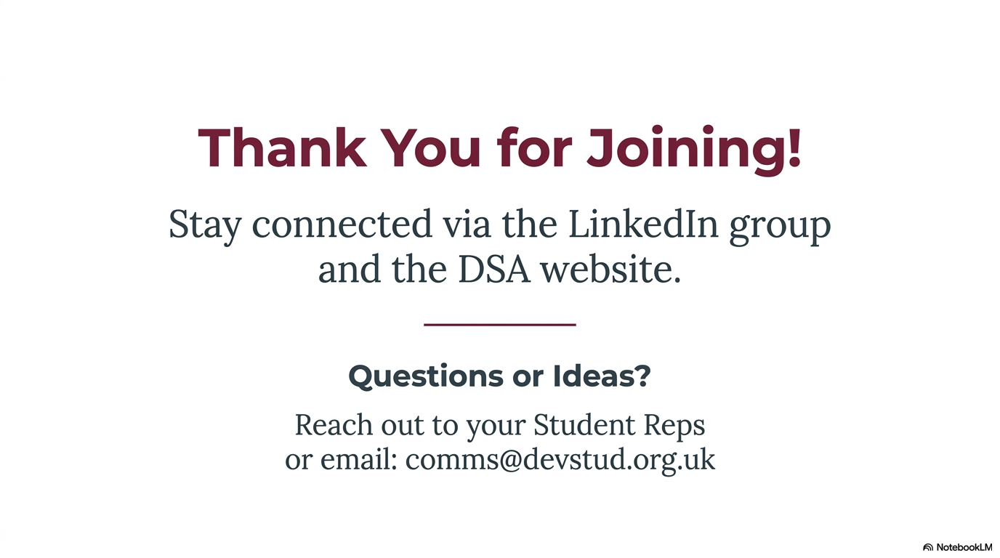 Thank You for Joining!
Stay connected via the LinkedIn group
and the DSA website.
Questions or Ideas?
Reach out to your Student Reps
or email: comms@devstud.org.uk
NotebookLM